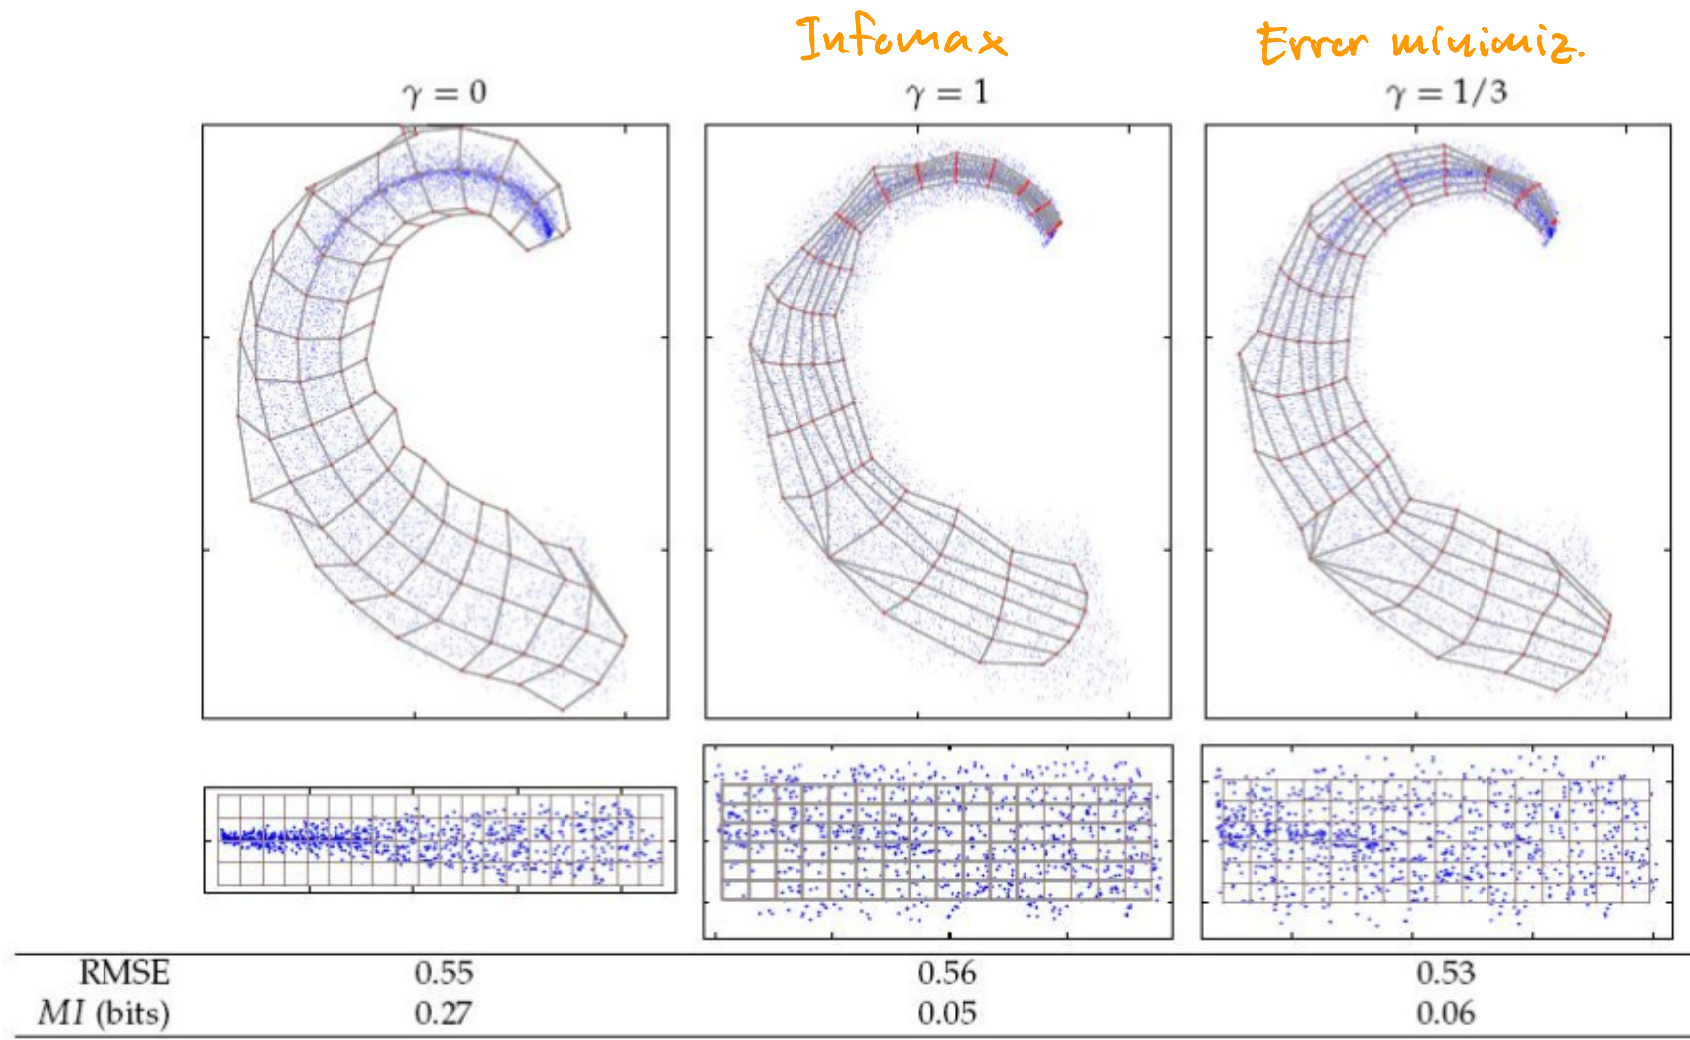 Infomax Error minimiz.
γ = 0 γ = 1 γ = 1/3
RMSE 0.55 0.56 0.53
MI (bits) 0.27 0.05 0.06